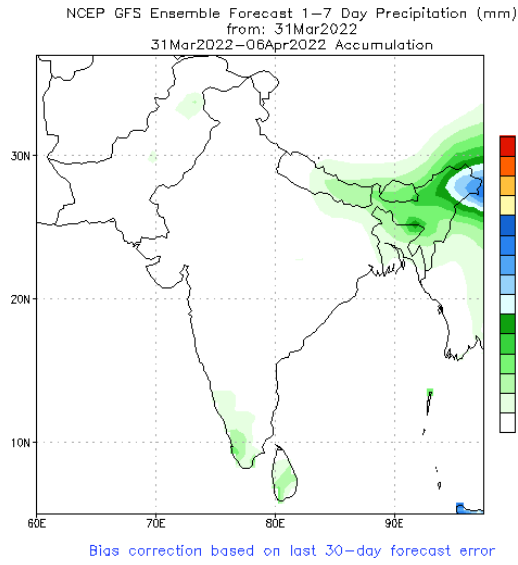 NCEP GFS Ensemble Forecast 1-7 Day Precipitation (mm)
from: 31Mar2022
31Mar2022-06Apr2022 Accumulation
30N
20N
10N
60E 70E 80E 90E
Bias correction based on last 30-day forecast error